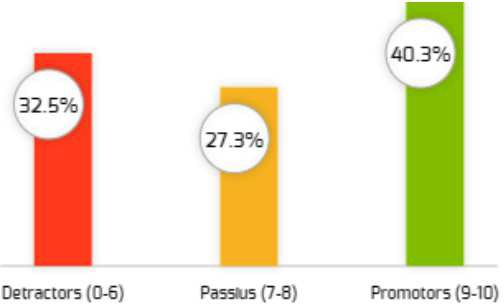 40.3%
32.5%
27.3%
Detractors (0-6) Passius (7-8) Promotors (9-10)